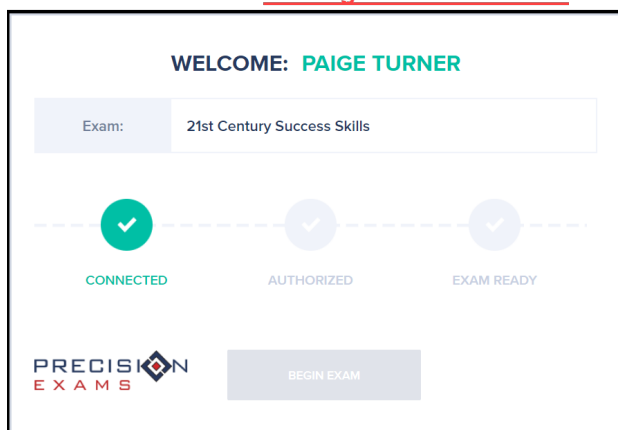 WELCOME: PAIGE TURNER
Exam: 21st Century Success Skills
CONNECTED AUTHORIZED EXAM READY
PRECISION
EXAMS
BEGIN EXAM